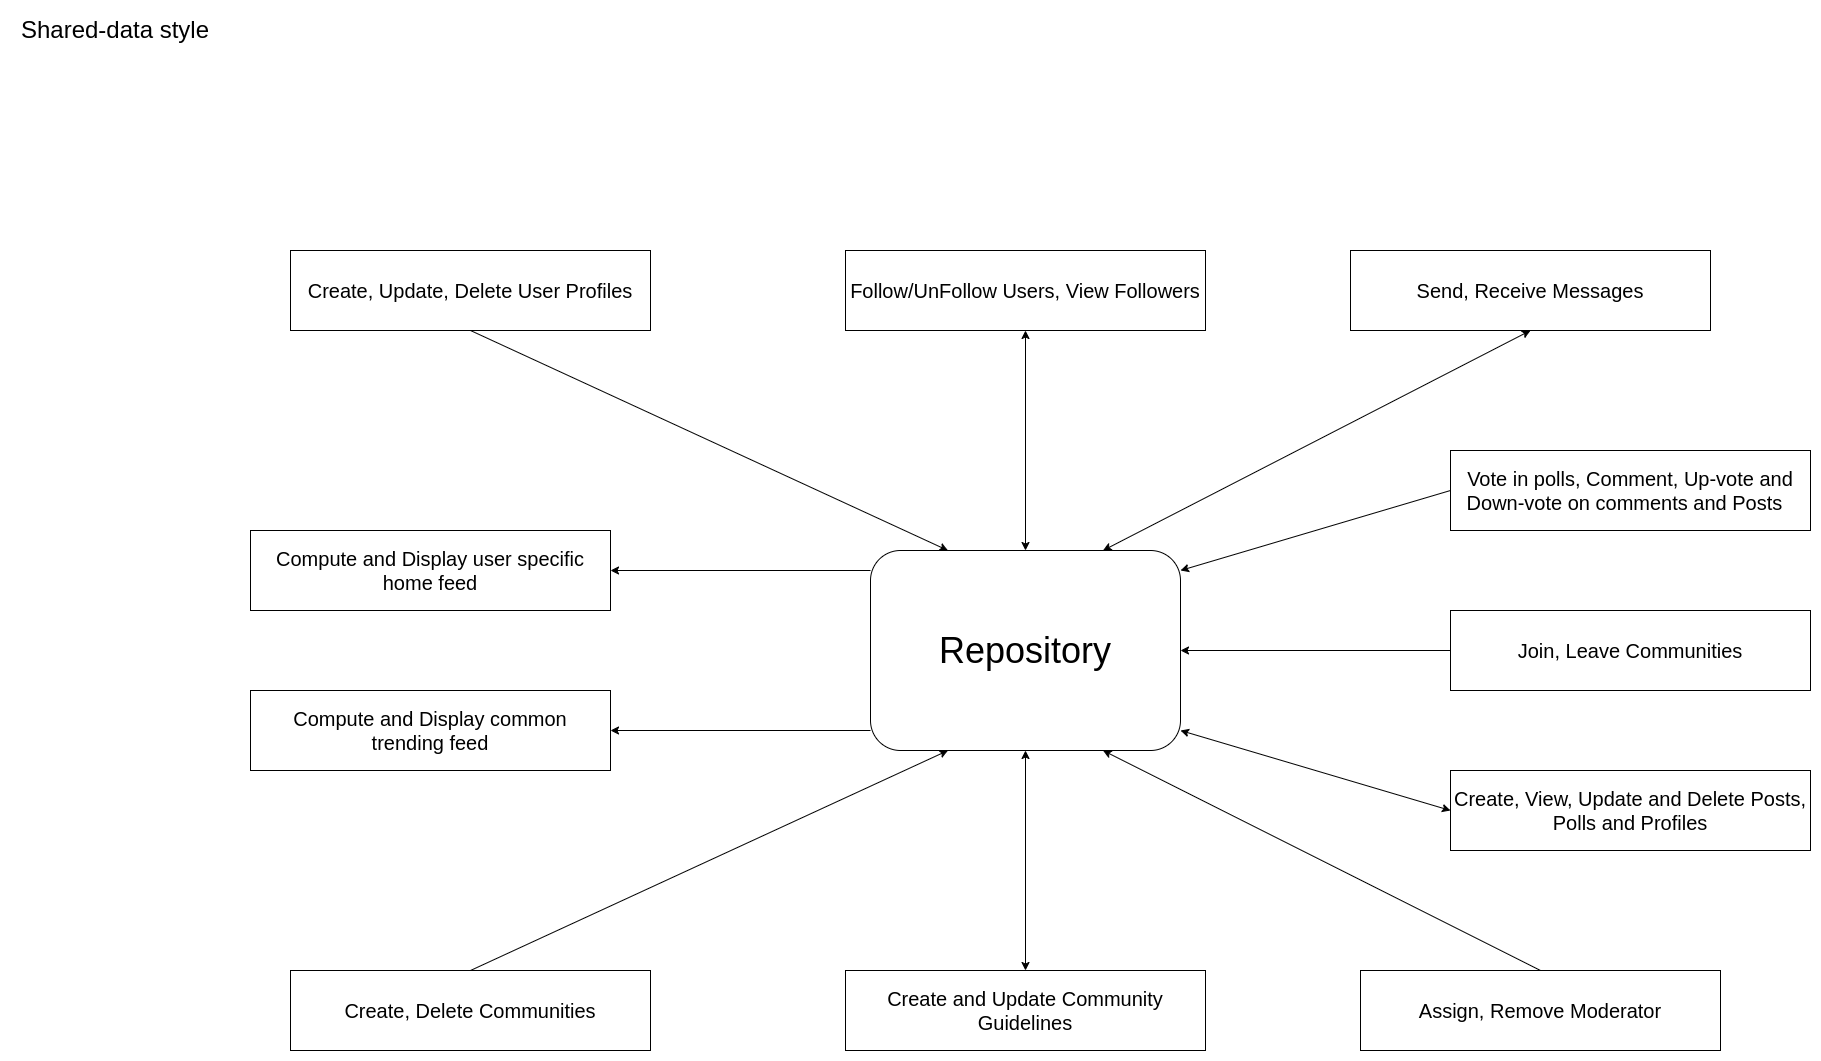 Shared-data style
Create, Update, Delete User Profiles
Follow/UnFollow Users, View Followers
Send, Receive Messages
Vote in polls, Comment, Up-vote and
Down-vote on comments and Posts
Compute and Display user specific
home feed
Repository
Join, Leave Communities
Compute and Display common
trending feed
Create, View, Update and Delete Posts,
Polls and Profiles
Create, Delete Communities
Create and Update Community
Guidelines
Assign, Remove Moderator